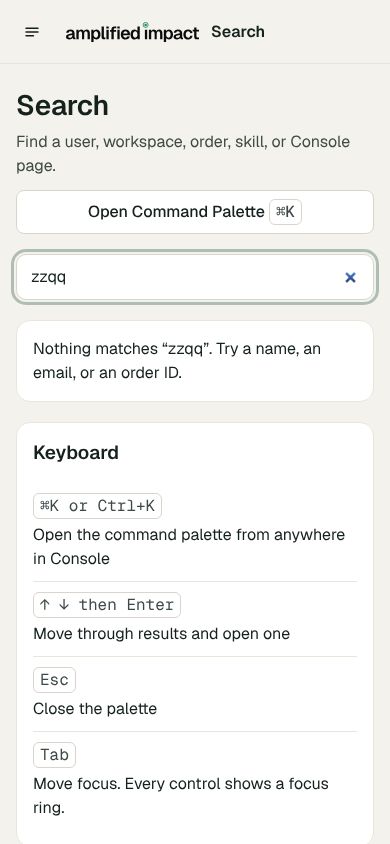 amplified impact Search
Search
Find a user, workspace, order, skill, or Console
page.
Open Command Palette ⌘K
zzqq
Nothing matches “zzqq”. Try a name, an
email, or an order ID.
Keyboard
⌘K or Ctrl+K
Open the command palette from anywhere
in Console
↑ ↓ then Enter
Move through results and open one
Esc
Close the palette
Tab
Move focus. Every control shows a focus
ring.